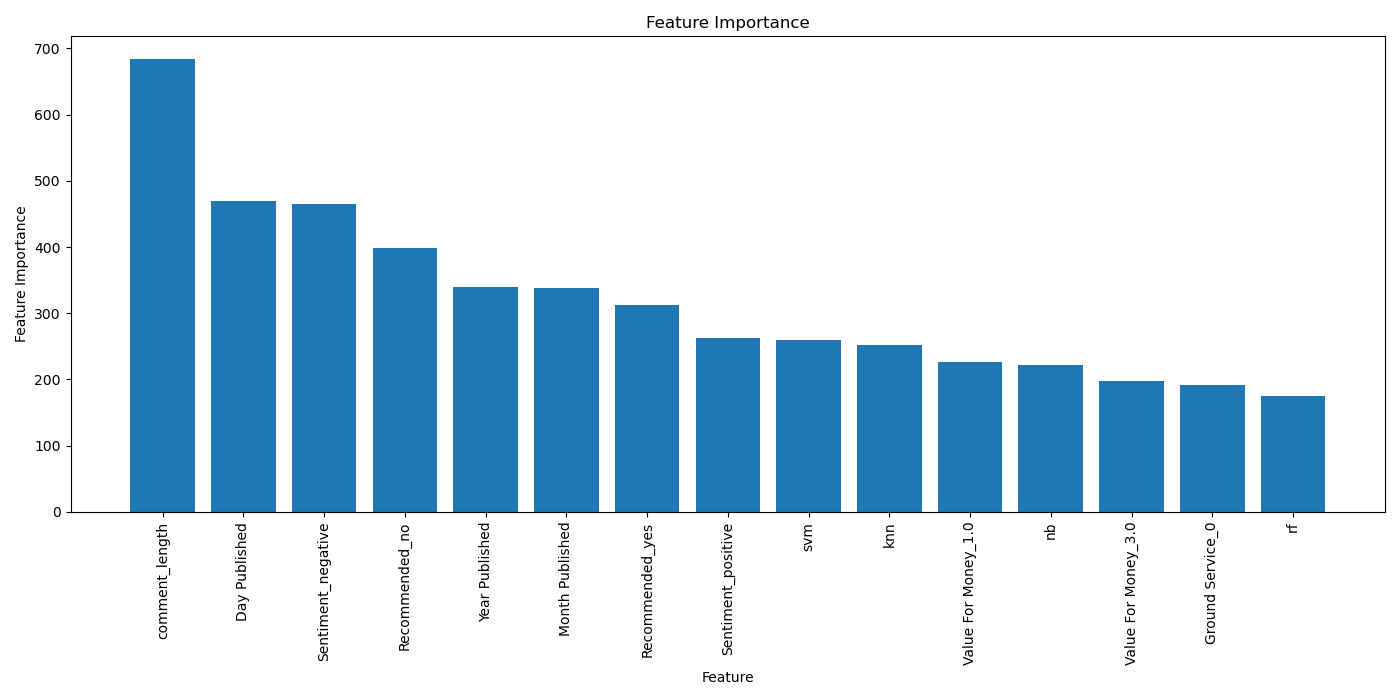 Feature Importance
Feature Importance
700
600
500
400
300
200
100
0
comment_length
Day Published
Sentiment_negative
Recommended_no
Year Published
Month Published
Recommended_yes
Sentiment_positive
svm
knn
Value For Money_1.0
nb
Value For Money_3.0
Ground Service_0
rf
Feature